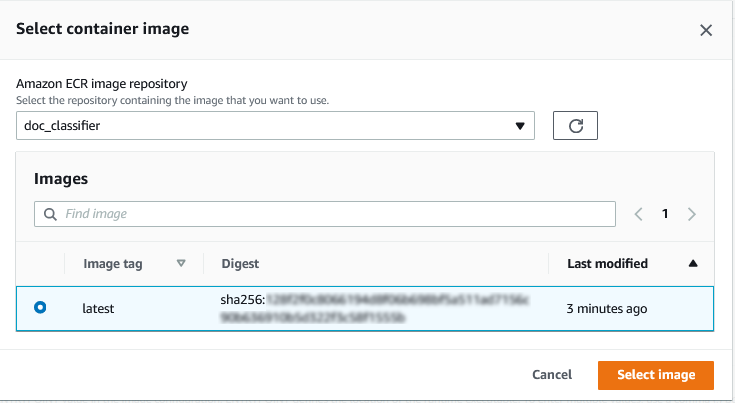 Select container image
Amazon ECR image repository
Select the repository containing the image that you want to use.
doc_classifier
Images
Find image
1
Image tag Digest Last modified
latest sha256: 3 minutes ago
Cancel Select image